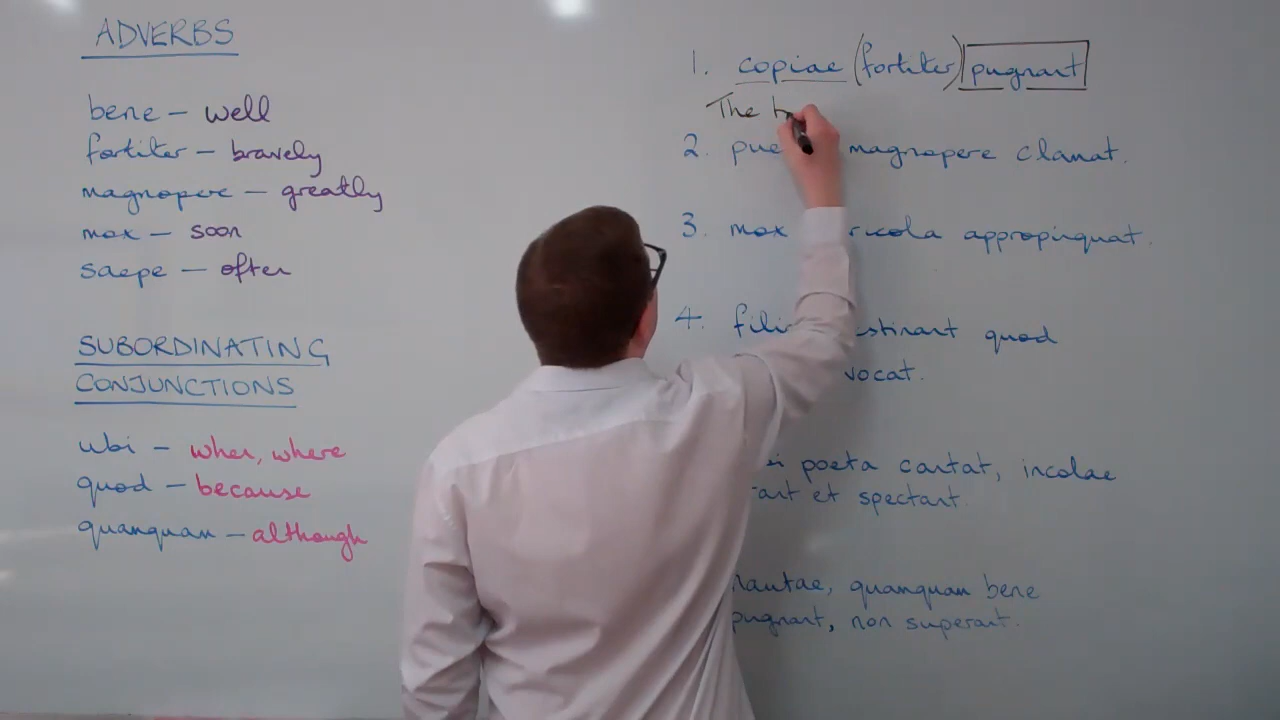 ADVERBS
bene – well
fortiter – bravely
magnopere – greatly
mox – soon
saepe – often
SUBORDINATING
CONJUNCTIONS
ubi – when, where
quod – because
quamquam – although
1. copiae (fortiter) pugnant
The
2. magnopere clamat.
3. mox appropinquat.
4. quod
vocat.
poeta cantat, incolae
et spectant.
nautae, quamquam bene
pugnant, non superant.